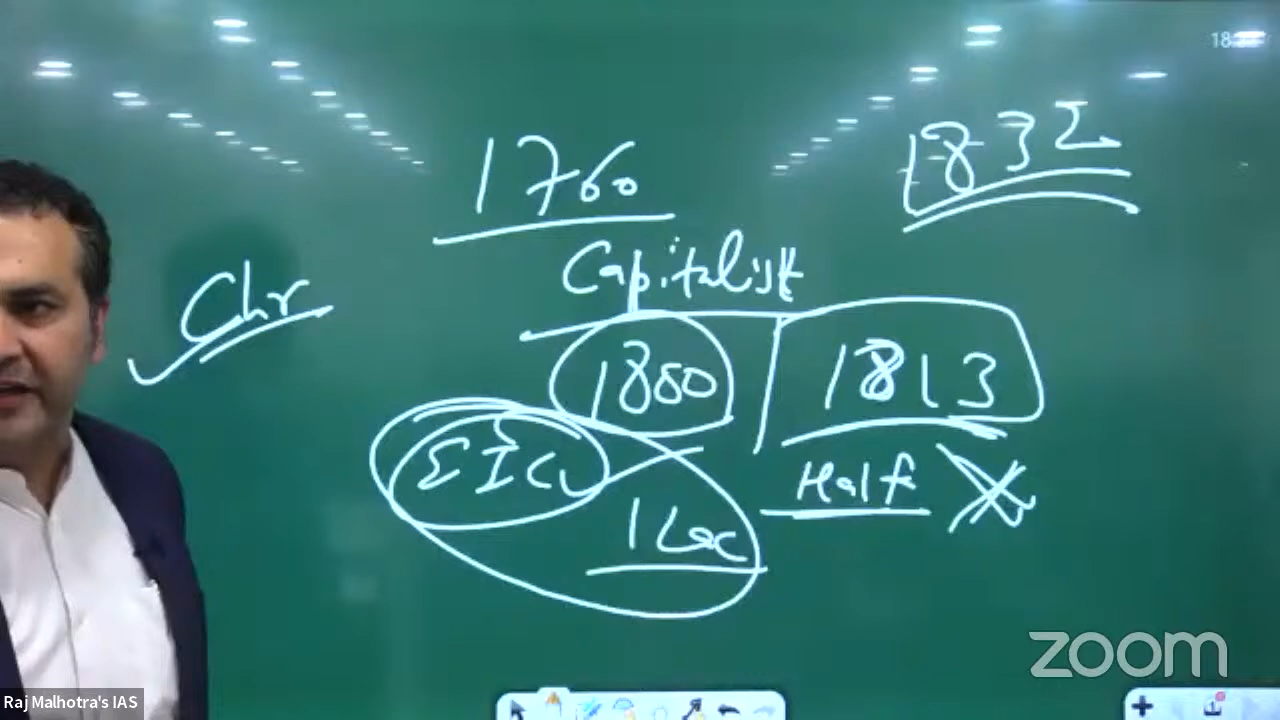 1760
1832
Capitalist
Chr
1800
1813
EIC
Half
1 Lac
zoom
Raj Malhotra's IAS